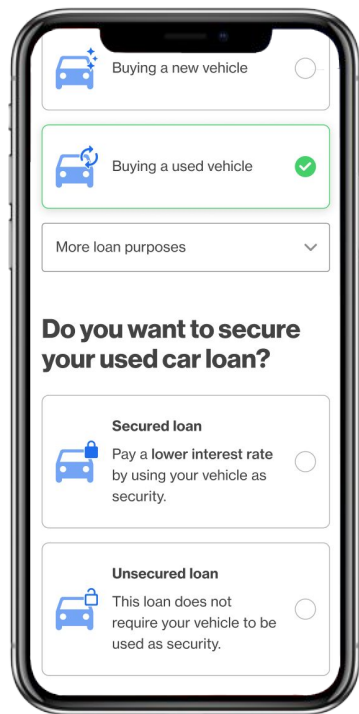 Buying a new vehicle
Buying a used vehicle
More loan purposes
Do you want to secure
your used car loan?
Secured loan
Pay a lower interest rate
by using your vehicle as
security.
Unsecured loan
This loan does not
require your vehicle to be
used as security.